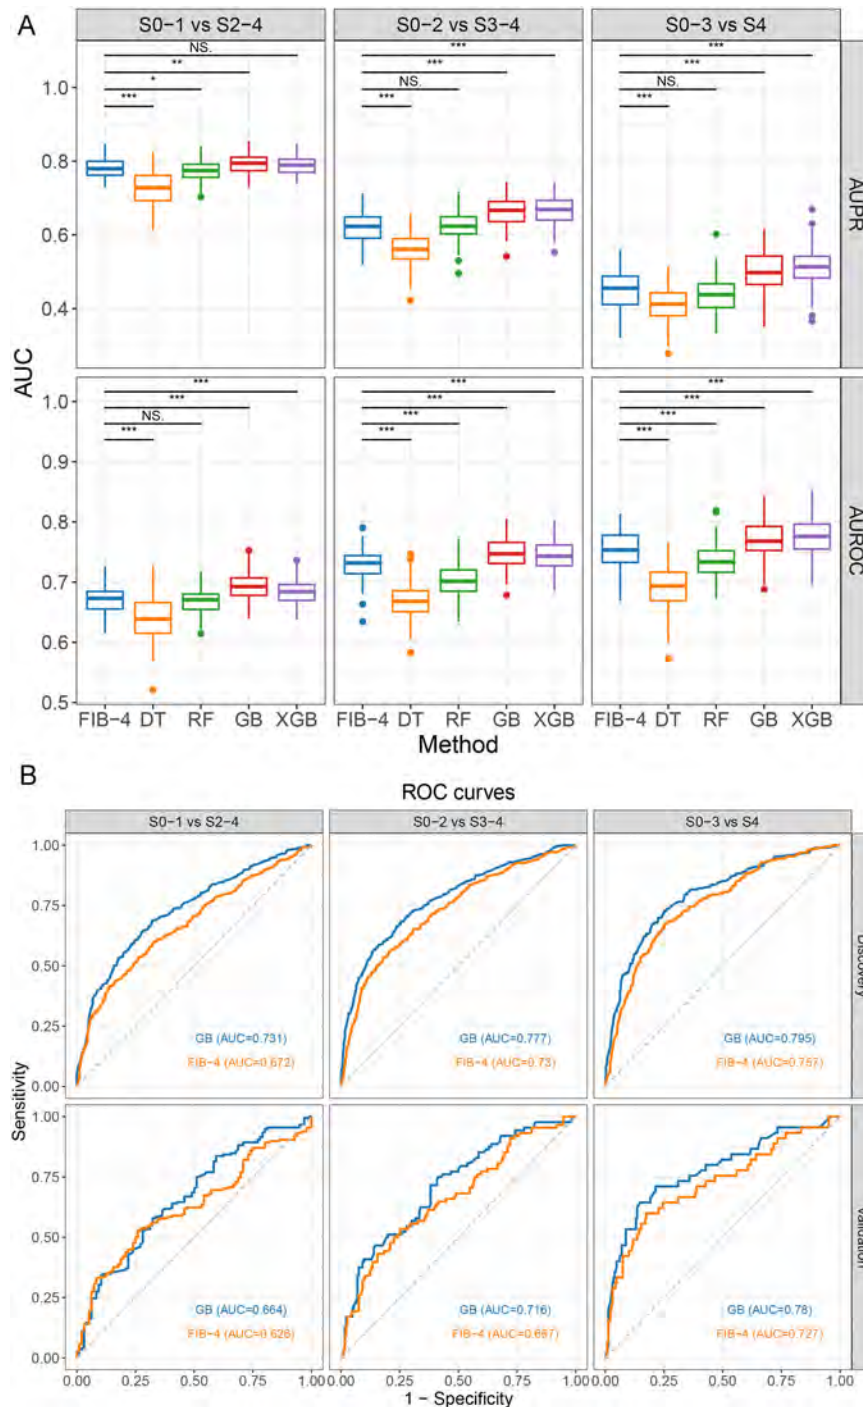 A
S0−1 vs S2−4
S0−2 vs S3−4
S0−3 vs S4
NS.
**
*
***
***
***
NS.
***
***
***
NS.
***
1.0
0.8
0.6
0.4
AUPR
AUC
***
***
NS.
***
***
***
***
***
***
***
***
***
1.0
0.9
0.8
0.7
0.6
0.5
AUROC
FIB−4 DT RF GB XGB
FIB−4 DT RF GB XGB
FIB−4 DT RF GB XGB
Method
B
ROC curves
S0−1 vs S2−4
S0−2 vs S3−4
S0−3 vs S4
1.00
0.75
0.50
0.25
0.00
GB (AUC=0.731)
FIB−4 (AUC=0.672)
GB (AUC=0.777)
FIB−4 (AUC=0.73)
GB (AUC=0.795)
FIB−4 (AUC=0.757)
Discovery
Sensitivity
1.00
0.75
0.50
0.25
0.00
GB (AUC=0.664)
FIB−4 (AUC=0.626)
GB (AUC=0.716)
FIB−4 (AUC=0.687)
GB (AUC=0.78)
FIB−4 (AUC=0.727)
Validation
0.00 0.25 0.50 0.75 1.00
0.00 0.25 0.50 0.75 1.00
0.00 0.25 0.50 0.75 1.00
1 − Specificity